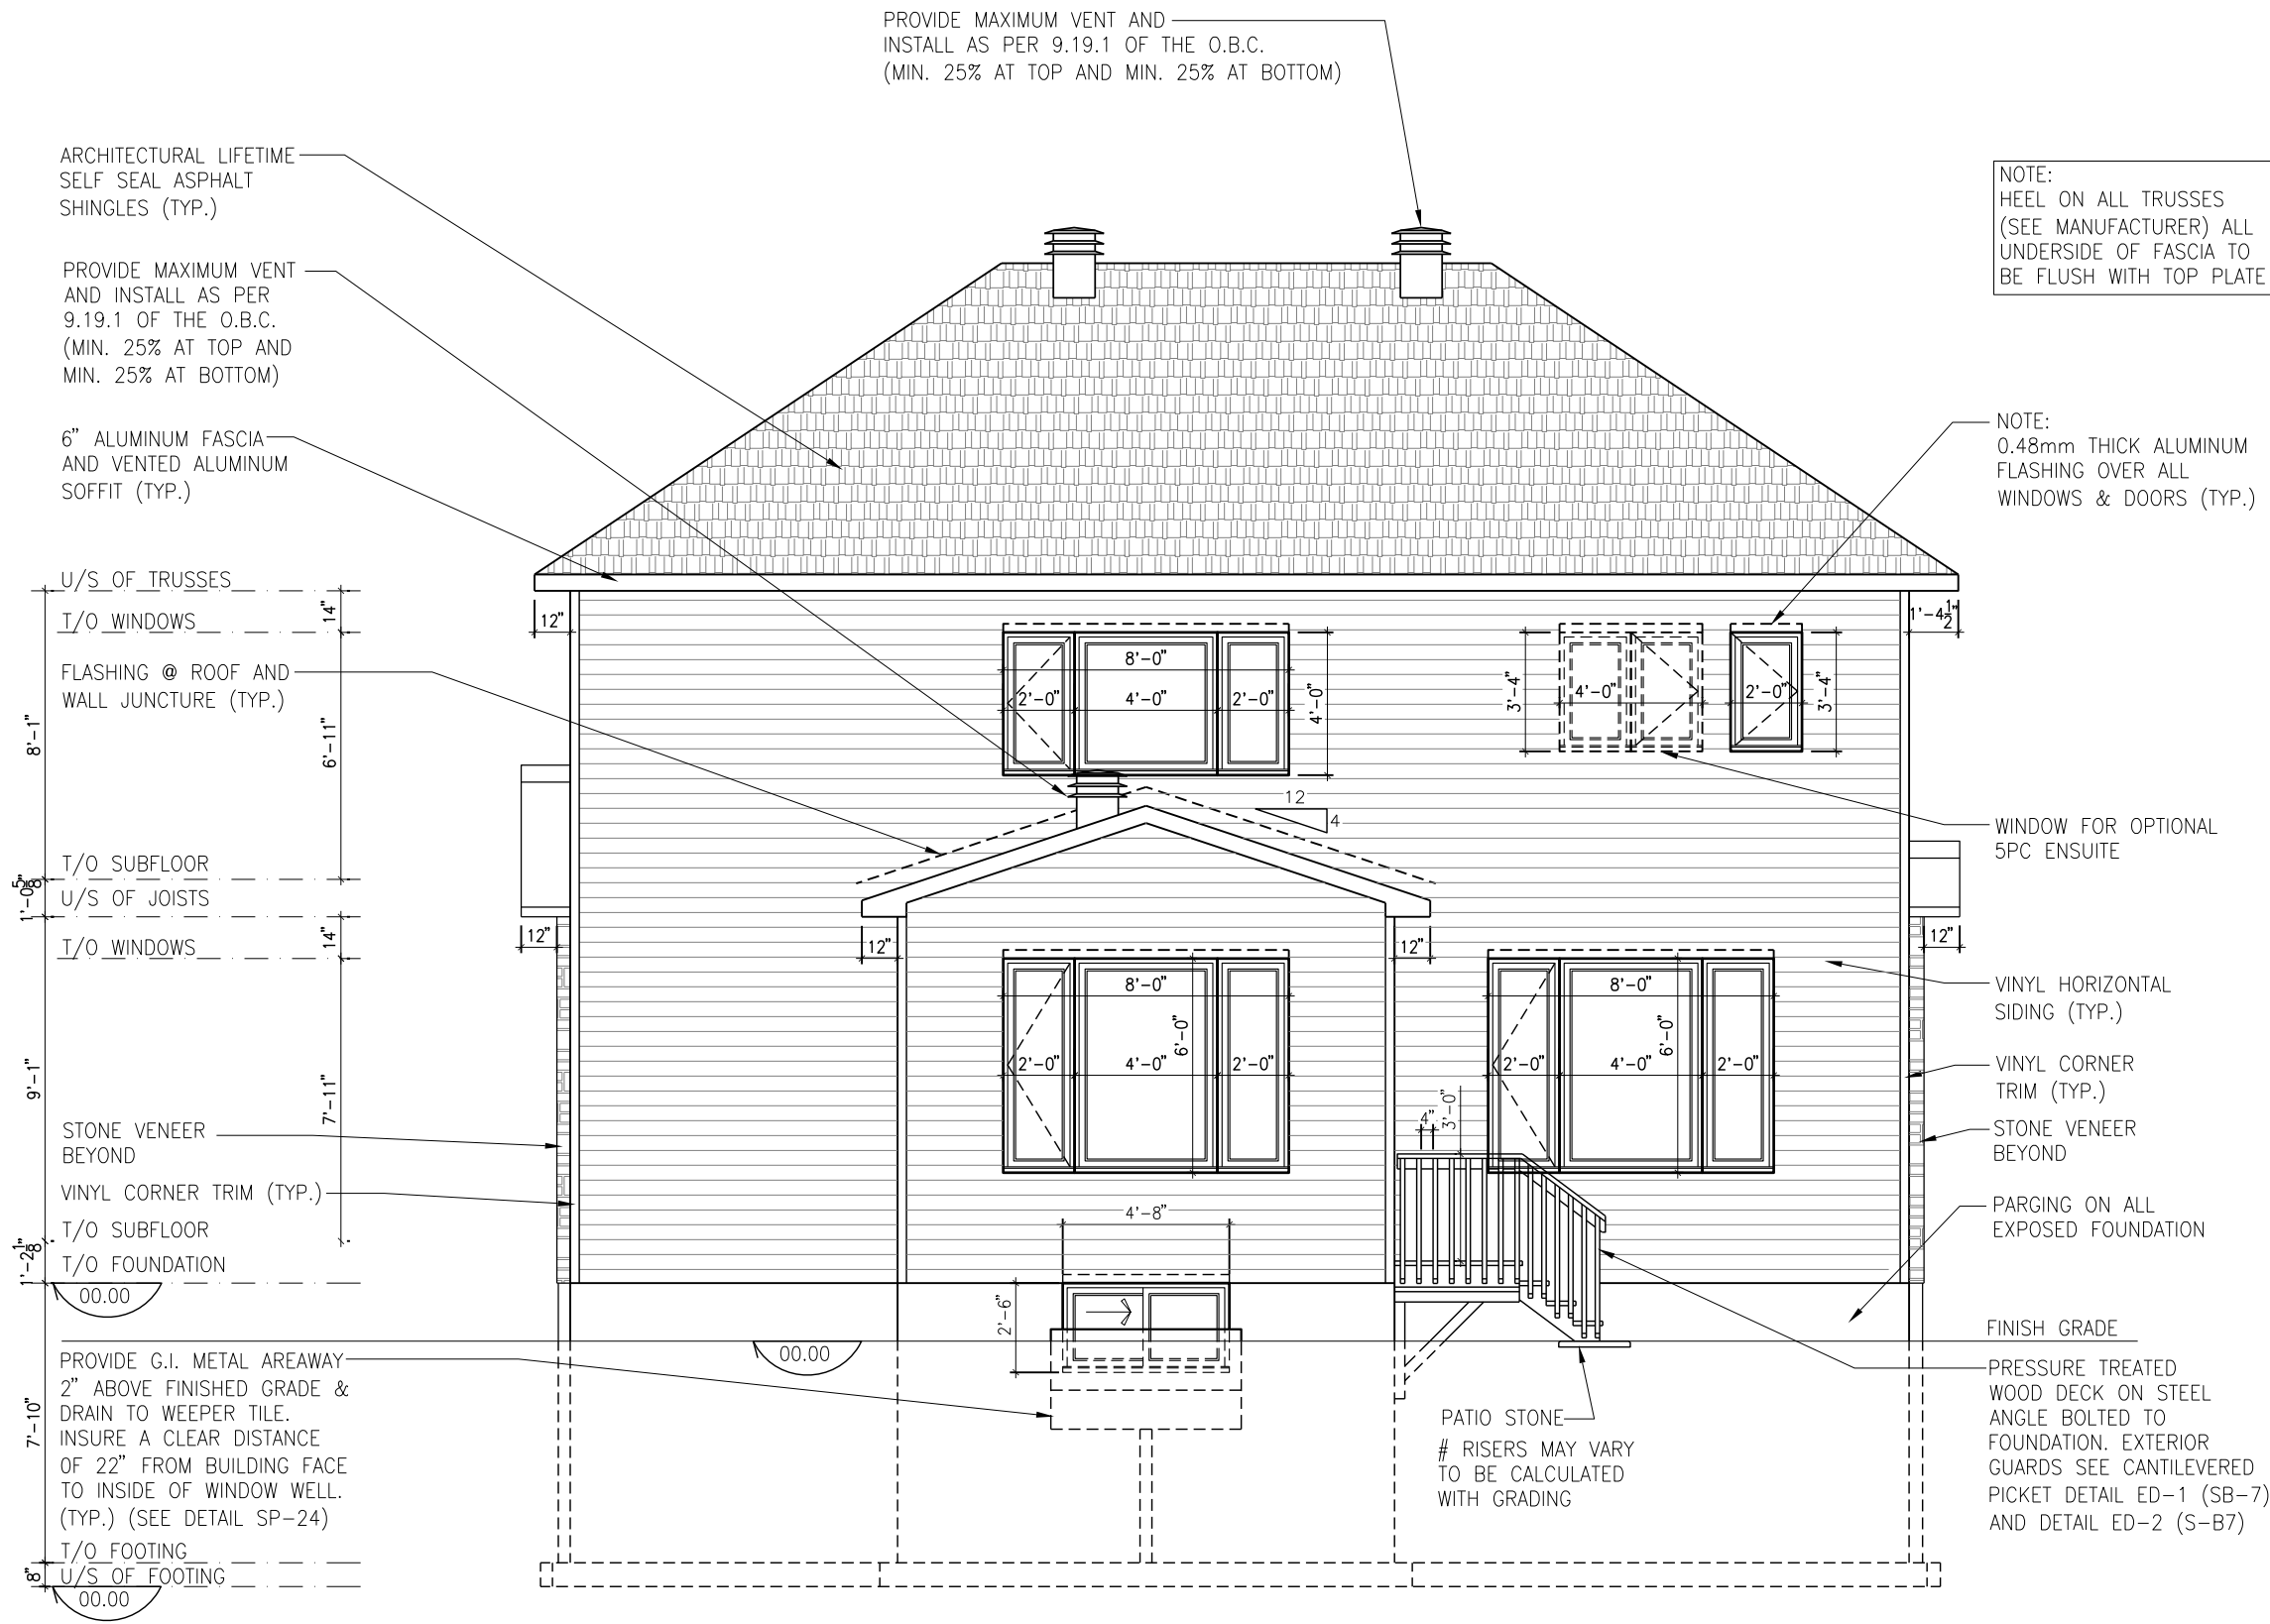 PROVIDE MAXIMUM VENT AND
INSTALL AS PER 9.19.1 OF THE O.B.C.
(MIN. 25% AT TOP AND MIN. 25% AT BOTTOM)
ARCHITECTURAL LIFETIME
SELF SEAL ASPHALT
SHINGLES (TYP.)
PROVIDE MAXIMUM VENT
AND INSTALL AS PER
9.19.1 OF THE O.B.C.
(MIN. 25% AT TOP AND
MIN. 25% AT BOTTOM)
6" ALUMINUM FASCIA
AND VENTED ALUMINUM
SOFFIT (TYP.)
NOTE:
HEEL ON ALL TRUSSES
(SEE MANUFACTURER) ALL
UNDERSIDE OF FASCIA TO
BE FLUSH WITH TOP PLATE
NOTE:
0.48mm THICK ALUMINUM
FLASHING OVER ALL
WINDOWS & DOORS (TYP.)
U/S OF TRUSSES
T/O WINDOWS
FLASHING @ ROOF AND
WALL JUNCTURE (TYP.)
T/O SUBFLOOR
U/S OF JOISTS
T/O WINDOWS
STONE VENEER
BEYOND
VINYL CORNER TRIM (TYP.)
T/O SUBFLOOR
T/O FOUNDATION
00.00
PROVIDE G.I. METAL AREAWAY
2" ABOVE FINISHED GRADE &
DRAIN TO WEEPER TILE.
INSURE A CLEAR DISTANCE
OF 22" FROM BUILDING FACE
TO INSIDE OF WINDOW WELL.
(TYP.) (SEE DETAIL SP-24)
T/O FOOTING
U/S OF FOOTING
00.00
8'-1"
1'-0 5/8"
9'-1"
1'-2 1/8"
7'-10"
8"
14"
6'-11"
14"
7'-11"
12"
1'-4 1/2"
8'-0"
2'-0"
4'-0"
2'-0"
4'-0"
3'-4"
4'-0"
2'-0"
3'-4"
12
4
12"
12"
12"
12"
8'-0"
6'-0"
2'-0"
4'-0"
2'-0"
8'-0"
6'-0"
2'-0"
4'-0"
2'-0"
4"
3'-0"
4'-8"
2'-6"
00.00
WINDOW FOR OPTIONAL
5PC ENSUITE
VINYL HORIZONTAL
SIDING (TYP.)
VINYL CORNER
TRIM (TYP.)
STONE VENEER
BEYOND
PARGING ON ALL
EXPOSED FOUNDATION
FINISH GRADE
PRESSURE TREATED
WOOD DECK ON STEEL
ANGLE BOLTED TO
FOUNDATION. EXTERIOR
GUARDS SEE CANTILEVERED
PICKET DETAIL ED-1 (SB-7)
AND DETAIL ED-2 (S-B7)
PATIO STONE
# RISERS MAY VARY
TO BE CALCULATED
WITH GRADING